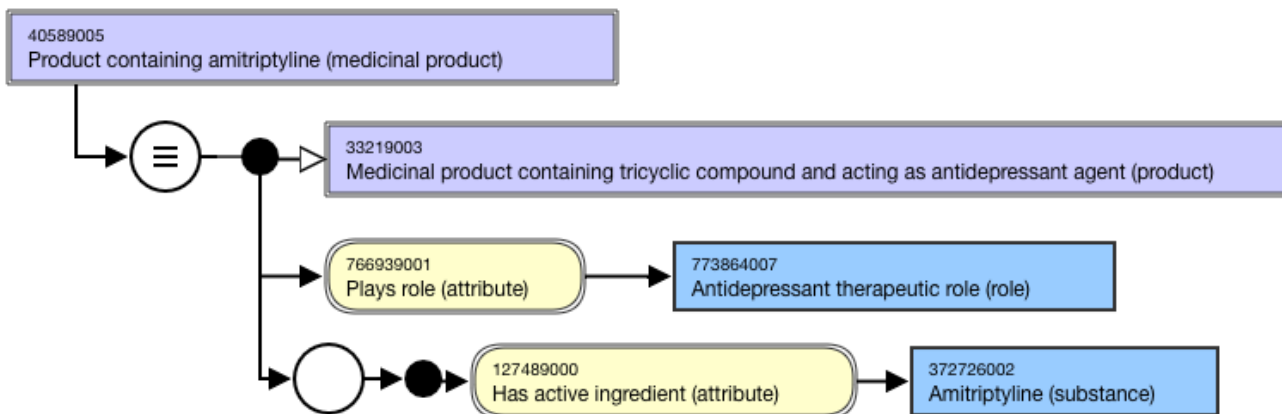 40589005
Product containing amitriptyline (medicinal product)
33219003
Medicinal product containing tricyclic compound and acting as antidepressant agent (product)
766939001
Plays role (attribute)
773864007
Antidepressant therapeutic role (role)
127489000
Has active ingredient (attribute)
372726002
Amitriptyline (substance)